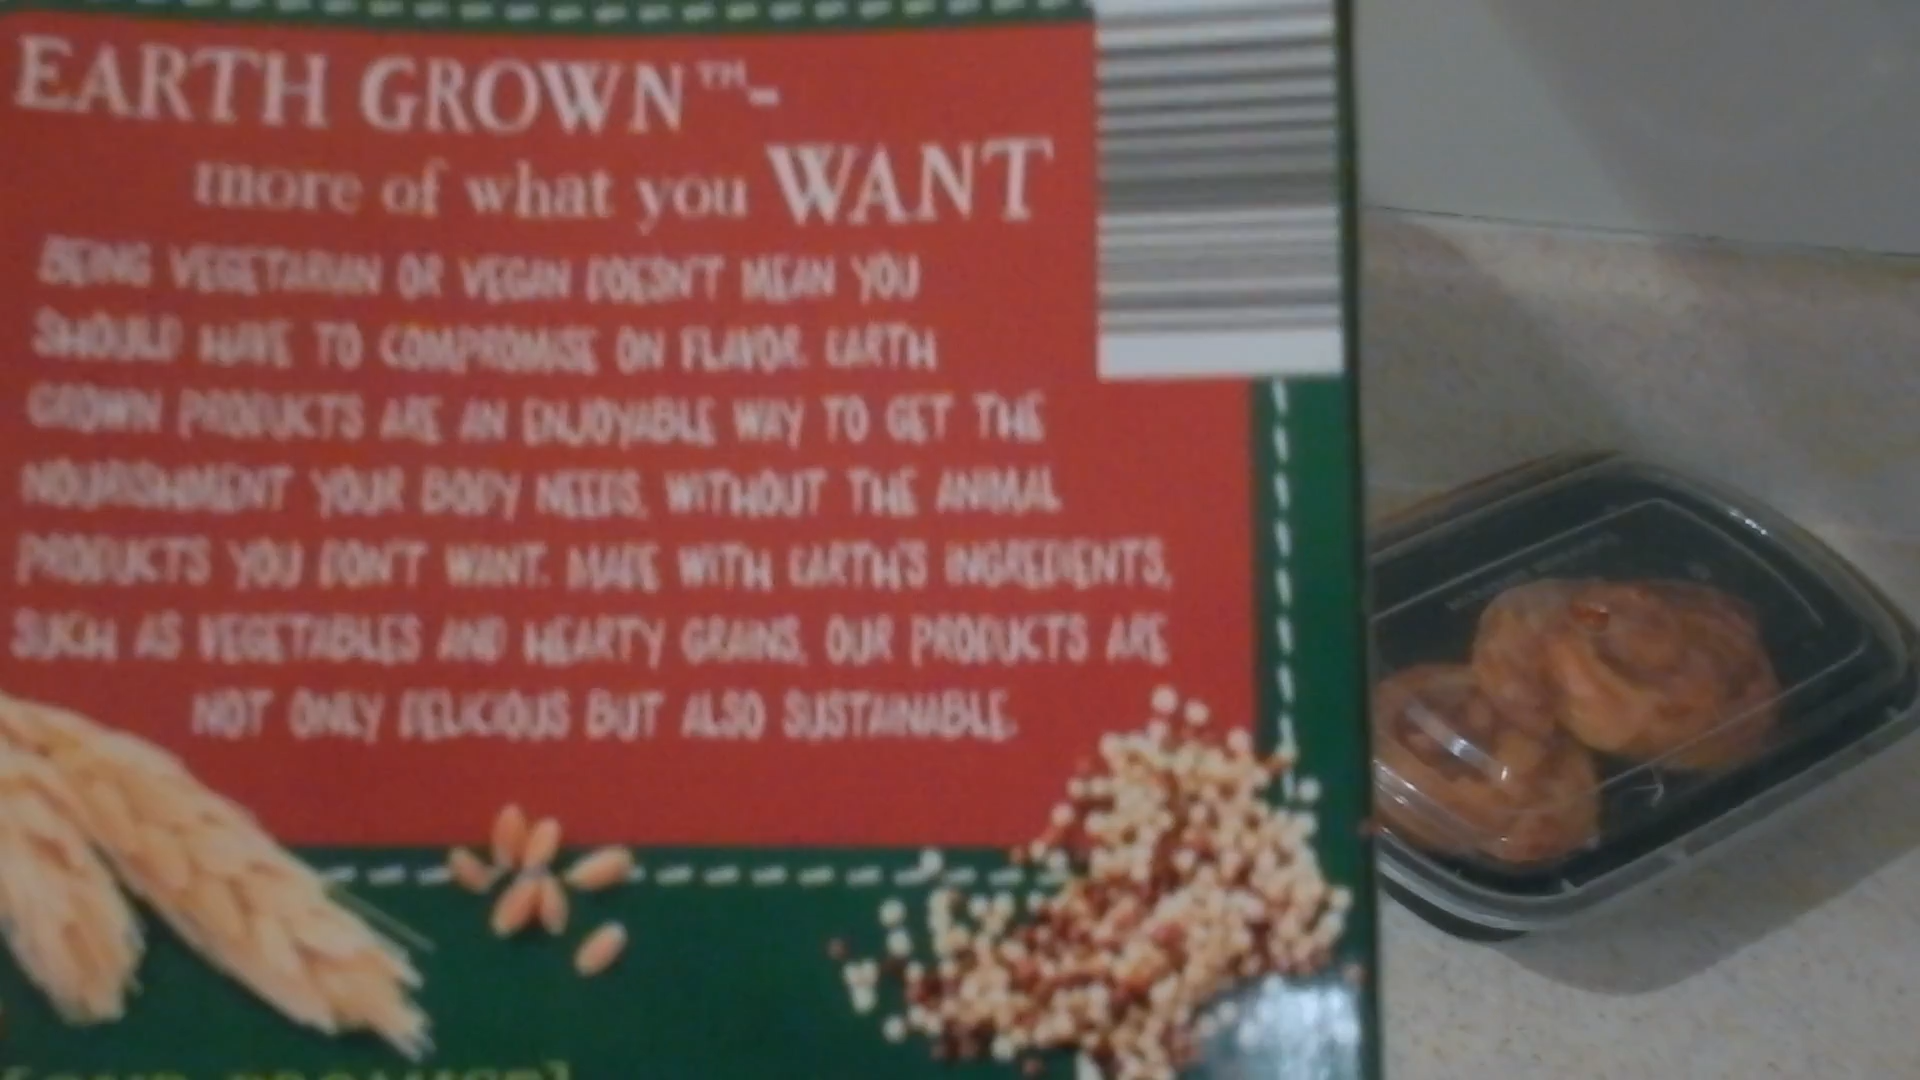 EARTH GROWN™-
more of what you WANT
BEING VEGETARIAN OR VEGAN DOESN'T MEAN YOU
SHOULD HAVE TO COMPROMISE ON FLAVOR. EARTH
GROWN PRODUCTS ARE AN ENJOYABLE WAY TO GET THE
NOURISHMENT YOUR BODY NEEDS, WITHOUT THE ANIMAL
PRODUCTS YOU DON'T WANT. MADE WITH EARTH'S INGREDIENTS,
SUCH AS VEGETABLES AND HEARTY GRAINS, OUR PRODUCTS ARE
NOT ONLY DELICIOUS BUT ALSO SUSTAINABLE.